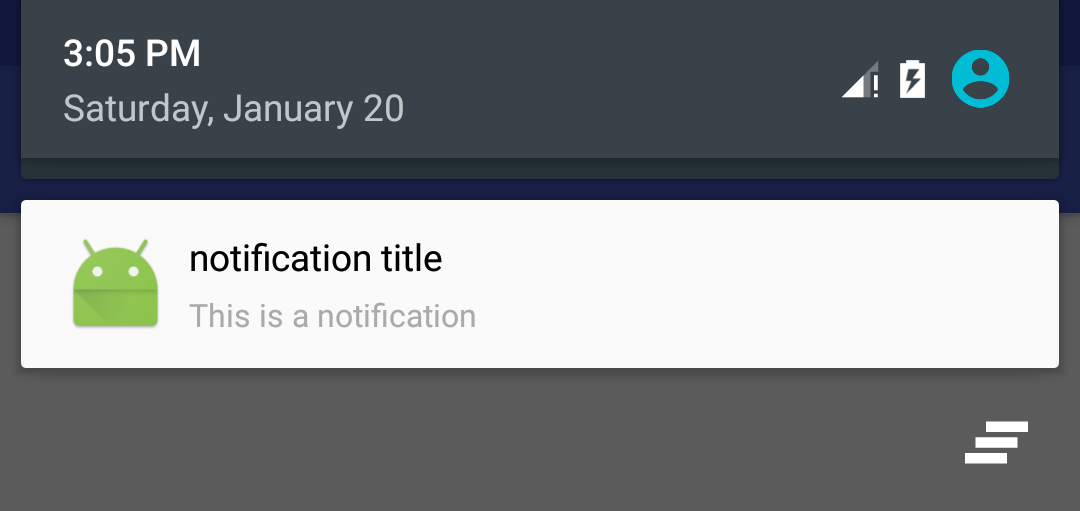 3:05 PM
Saturday, January 20
notification title
This is a notification